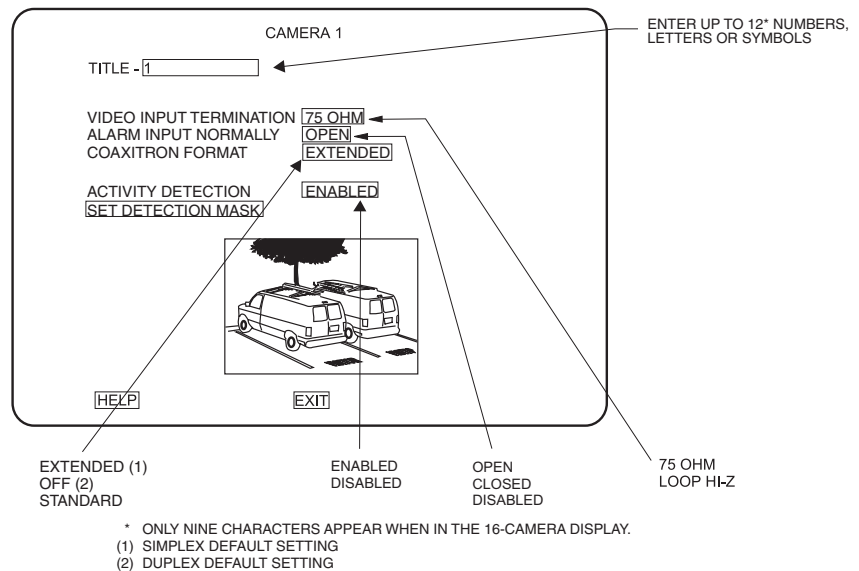 CAMERA 1
ENTER UP TO 12* NUMBERS,
LETTERS OR SYMBOLS
TITLE - 1
VIDEO INPUT TERMINATION 75 OHM
ALARM INPUT NORMALLY OPEN
COAXITRON FORMAT EXTENDED
ACTIVITY DETECTION ENABLED
SET DETECTION MASK
HELP EXIT
EXTENDED (1)
OFF (2)
STANDARD
ENABLED
DISABLED
OPEN
CLOSED
DISABLED
75 OHM
LOOP HI-Z
* ONLY NINE CHARACTERS APPEAR WHEN IN THE 16-CAMERA DISPLAY.
(1) SIMPLEX DEFAULT SETTING
(2) DUPLEX DEFAULT SETTING